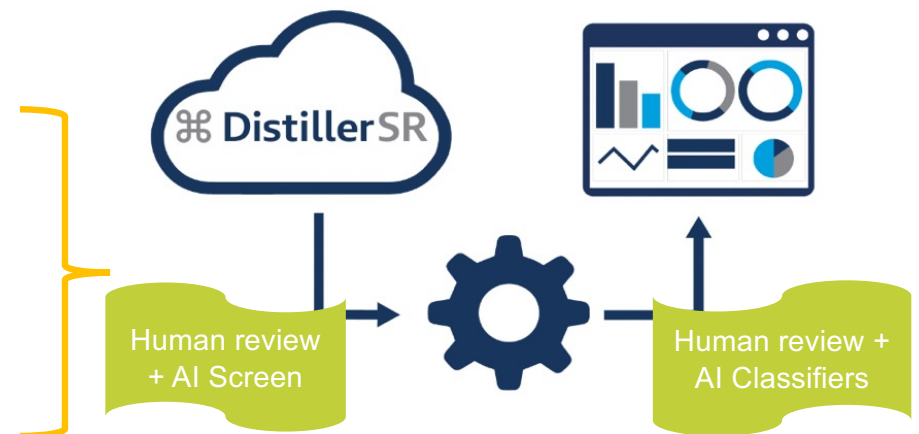 ⌘ DistillerSR
Human review
+ AI Screen
Human review +
AI Classifiers